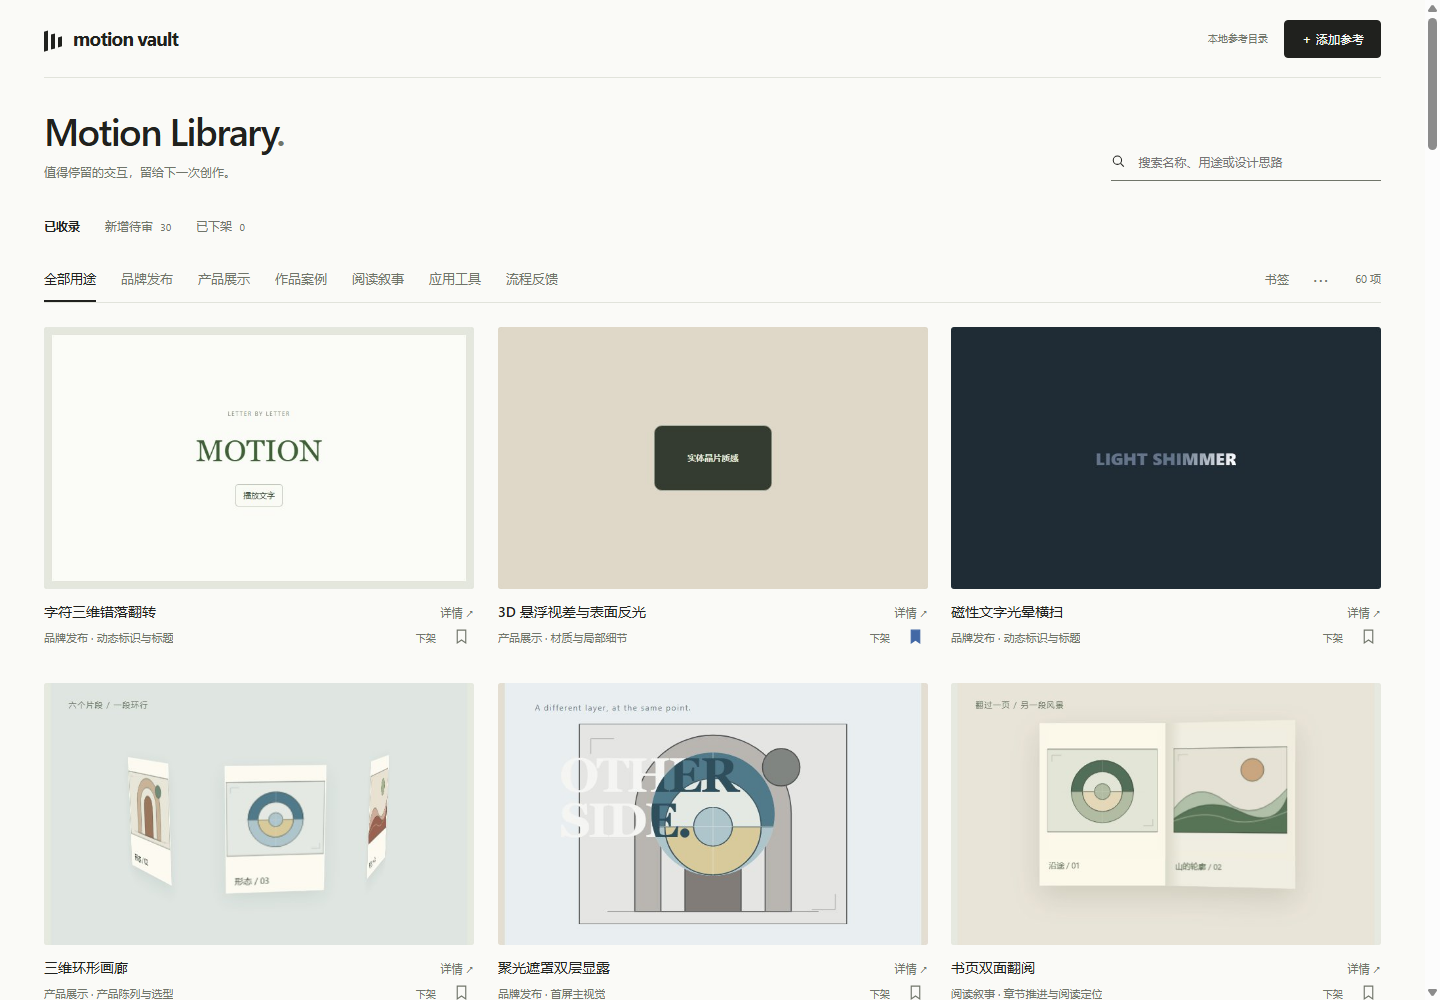 motion vault
本地参考目录
+ 添加参考
Motion Library.
值得停留的交互，留给下一次创作。
搜索名称、用途或设计思路
已收录 新增待审 30 已下架 0
全部用途 品牌发布 产品展示 作品案例 阅读叙事 应用工具 流程反馈 书签 ··· 60 项
LETTER BY LETTER
MOTION
播放文字
实体晶片质感
LIGHT SHIMMER
字符三维错落翻转 详情 ↗
品牌发布 · 动态标识与标题 下架
3D 悬浮视差与表面反光 详情 ↗
产品展示 · 材质与局部细节 下架
磁性文字光晕横扫 详情 ↗
品牌发布 · 动态标识与标题 下架
六个片段 / 一段环行
形态 / 03
A different layer, at the same point.
OTHER
SIDE.
翻过一页 / 另一段风景
沿途 / 01
山的轮廓 / 02
三维环形画廊 详情 ↗
产品展示 · 产品陈列与选型 下架
聚光遮罩双层显露 详情 ↗
品牌发布 · 首屏主视觉 下架
书页双面翻阅 详情 ↗
阅读叙事 · 章节推进与阅读定位 下架